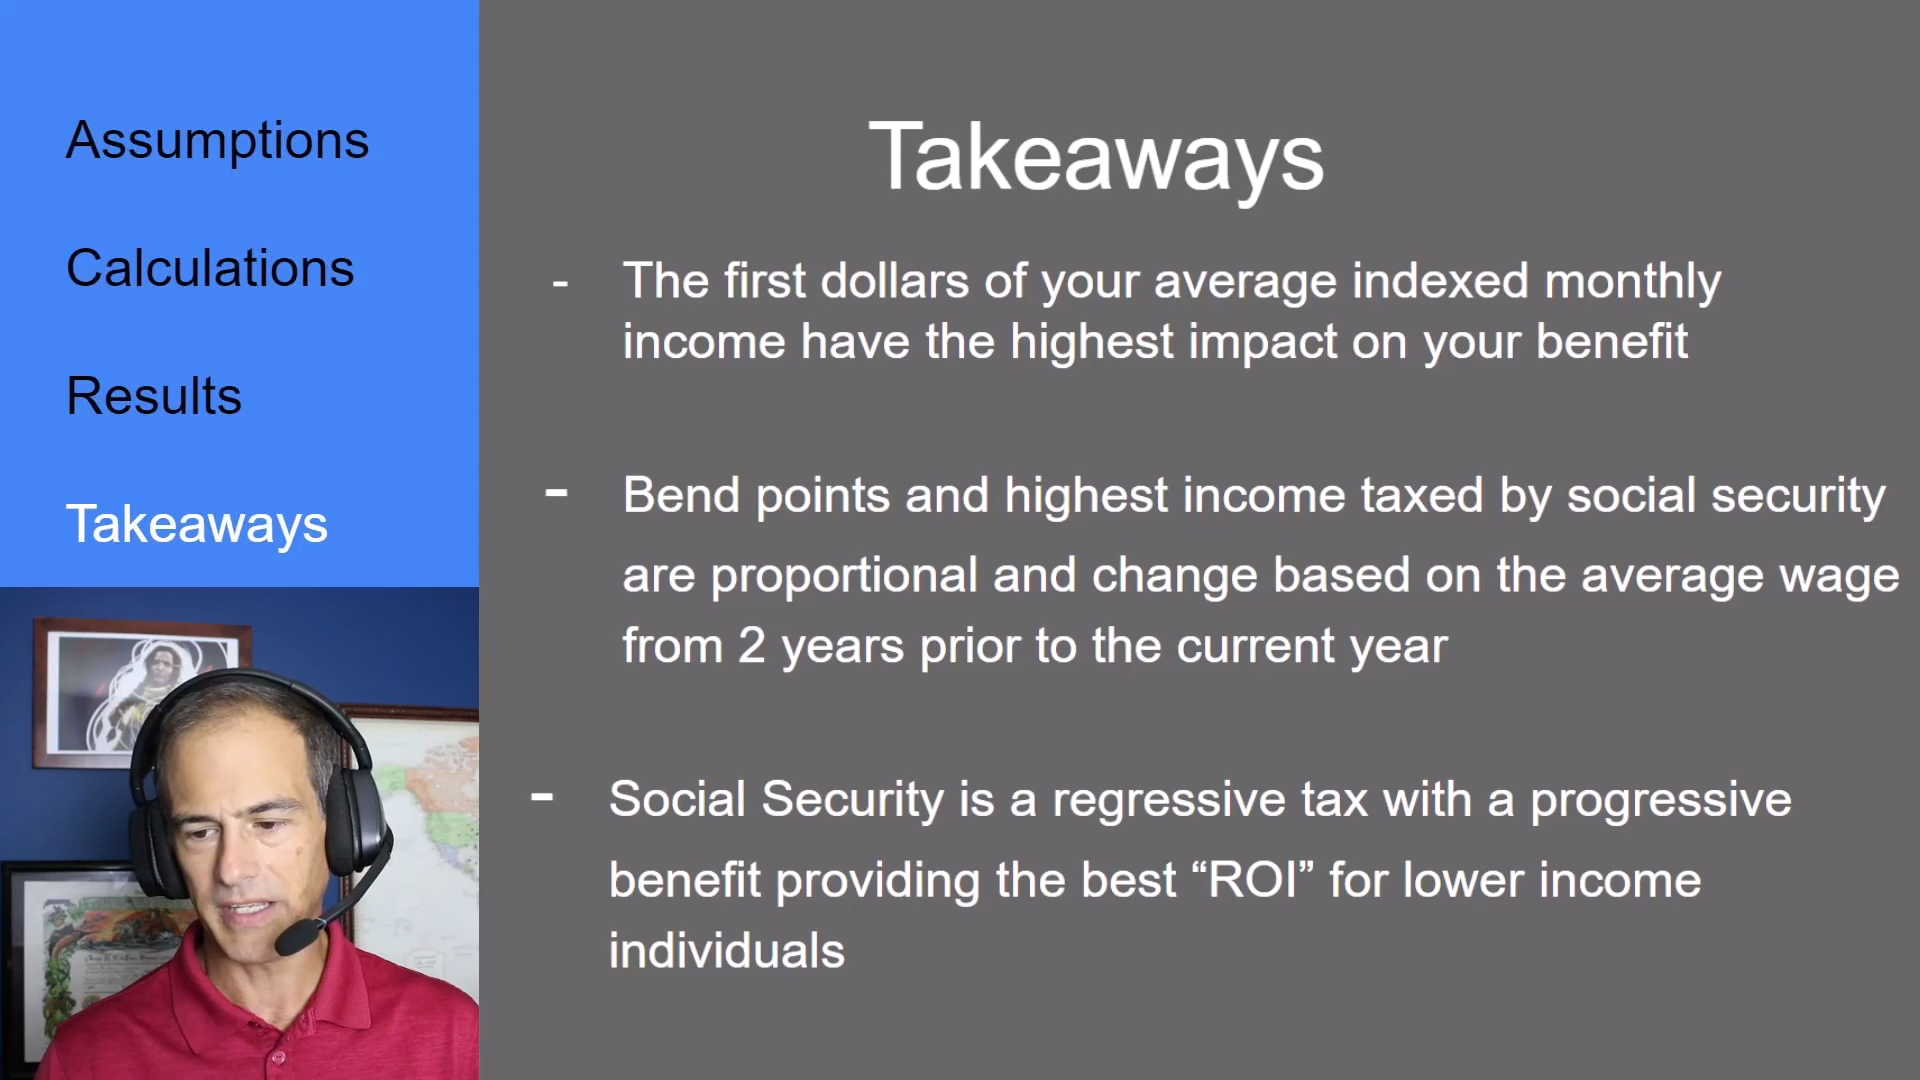 Assumptions
Calculations
Results
Takeaways
Takeaways
- The first dollars of your average indexed monthly
income have the highest impact on your benefit
- Bend points and highest income taxed by social security
are proportional and change based on the average wage
from 2 years prior to the current year
- Social Security is a regressive tax with a progressive
benefit providing the best “ROI” for lower income
individuals